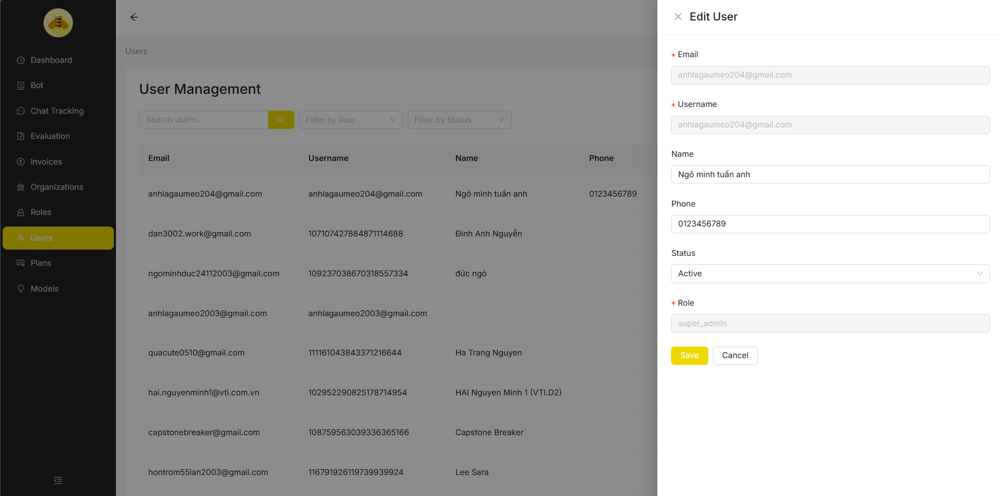 Dashboard
Bot
Chat Tracking
Evaluation
Invoices
Organizations
Roles
Users
Plans
Models
Users
User Management
Search users...
Filter by Role
Filter by Status
Email Username Name Phone
anhlagaumeo204@gmail.com anhlagaumeo204@gmail.com Ngô minh tuấn anh 0123456789
dan3002.work@gmail.com 107107427884871114688 Đình Anh Nguyễn
ngominhduc24112003@gmail.com 109237038670318557334 đức ngô
anhlagaumeo2003@gmail.com anhlagaumeo2003@gmail.com
quacute0510@gmail.com 111161043843371216644 Ha Trang Nguyen
hai.nguyenminh1@vti.com.vn 102952290825178714954 HAI Nguyen Minh 1 (VTI.D2)
capstonebreaker@gmail.com 108759563039336365166 Capstone Breaker
hontrom55lan2003@gmail.com 116791926119739939924 Lee Sara
Edit User
* Email
anhlagaumeo204@gmail.com
* Username
anhlagaumeo204@gmail.com
Name
Ngô minh tuấn anh
Phone
0123456789
Status
Active
* Role
super_admin
Save
Cancel